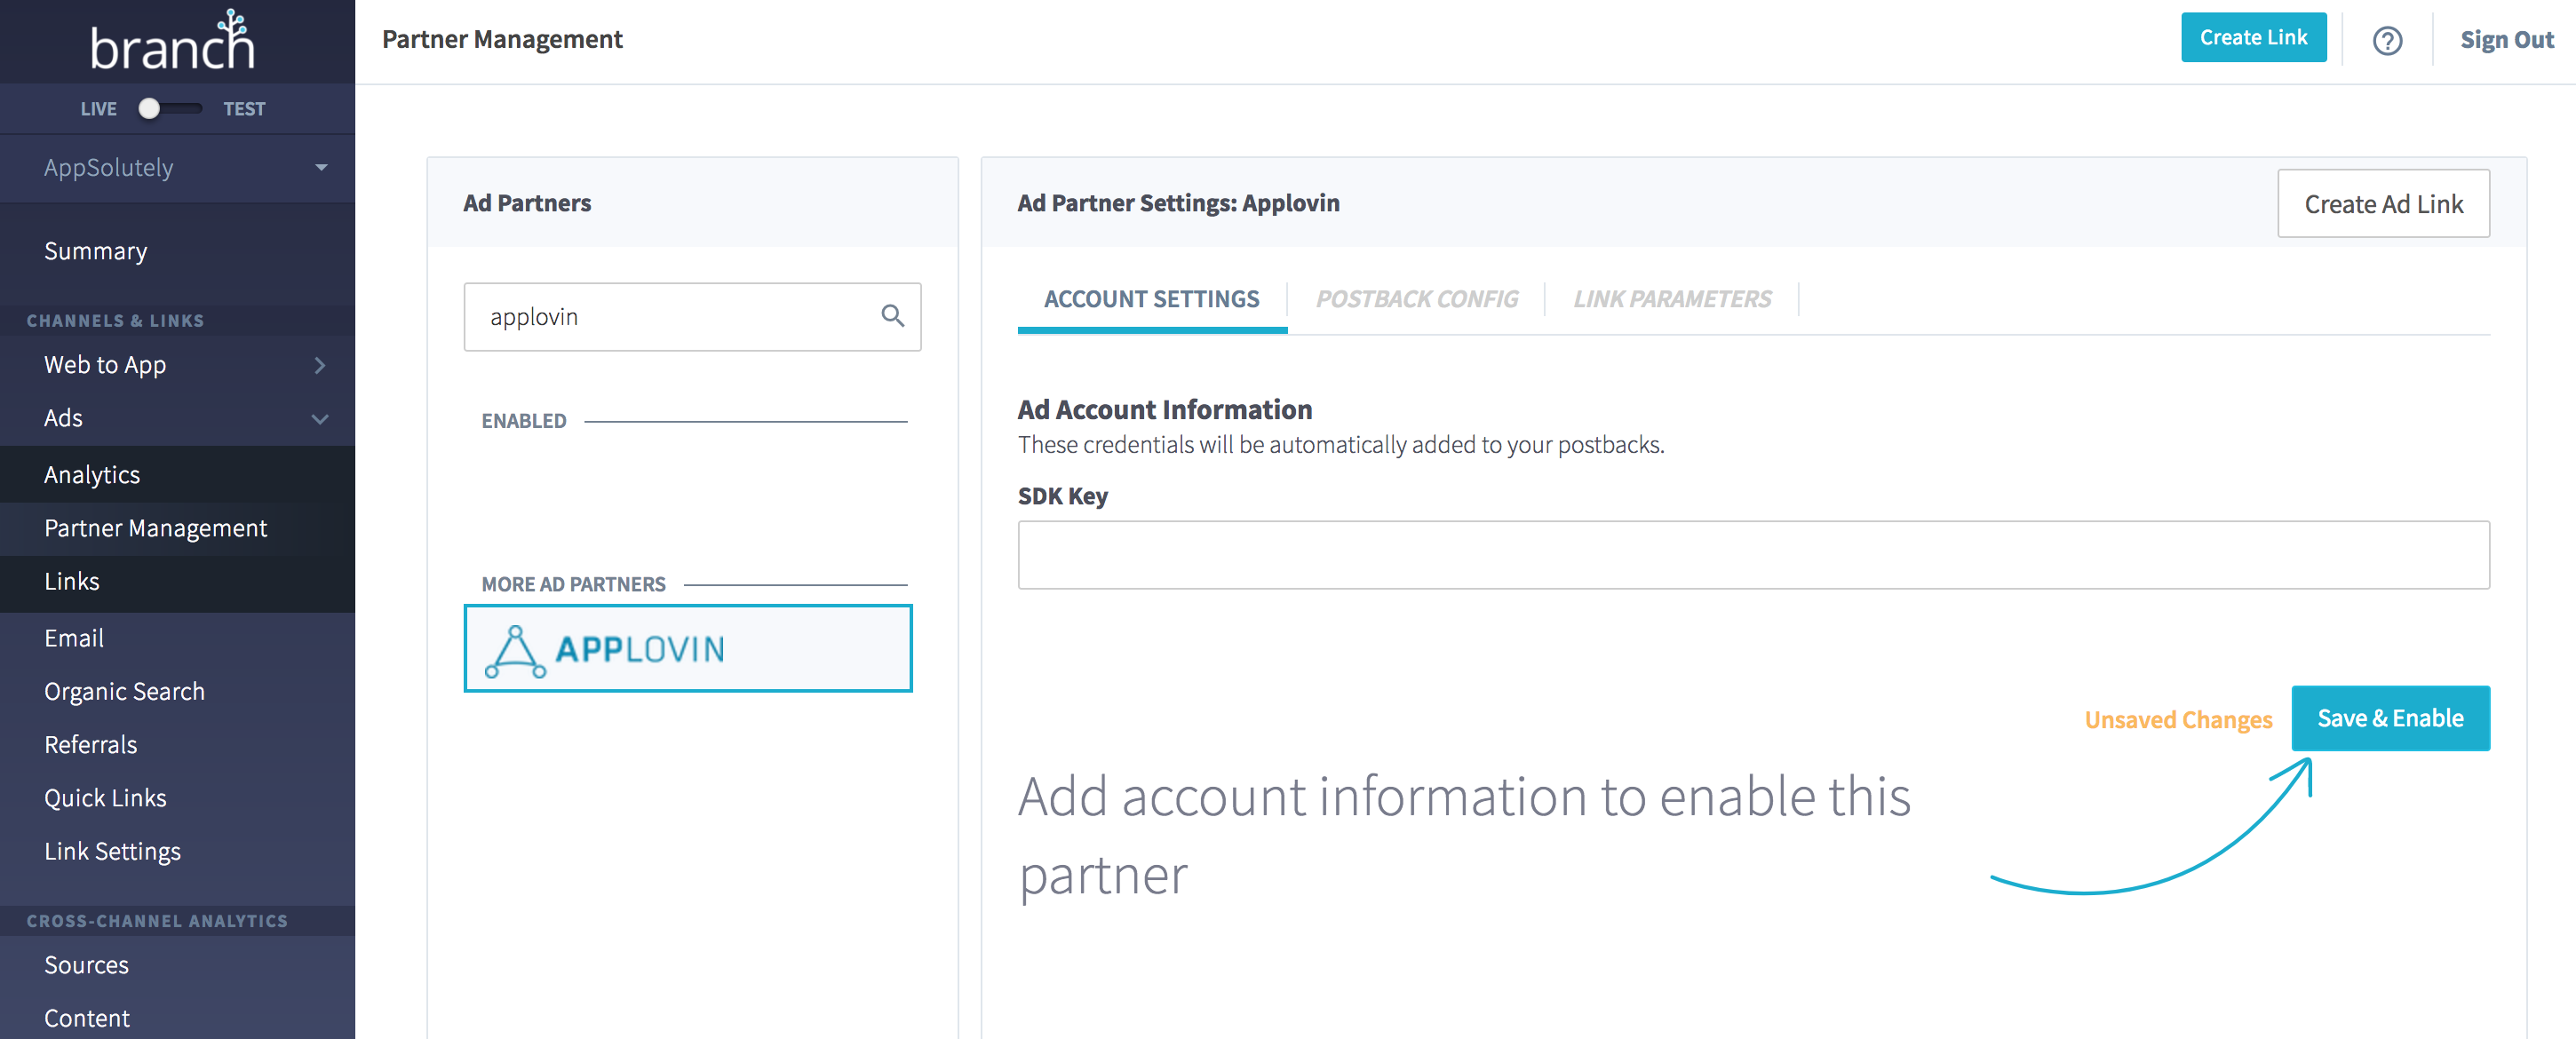 branch
LIVE TEST
AppSolutely
Summary
CHANNELS & LINKS
Web to App
Ads
Analytics
Partner Management
Links
Email
Organic Search
Referrals
Quick Links
Link Settings
CROSS-CHANNEL ANALYTICS
Sources
Content
Partner Management
Create Link
?
Sign Out
Ad Partners
applovin
ENABLED
MORE AD PARTNERS
APPLOVIN
Ad Partner Settings: Applovin
Create Ad Link
ACCOUNT SETTINGS
POSTBACK CONFIG
LINK PARAMETERS
Ad Account Information
These credentials will be automatically added to your postbacks.
SDK Key
Unsaved Changes
Save & Enable
Add account information to enable this
partner